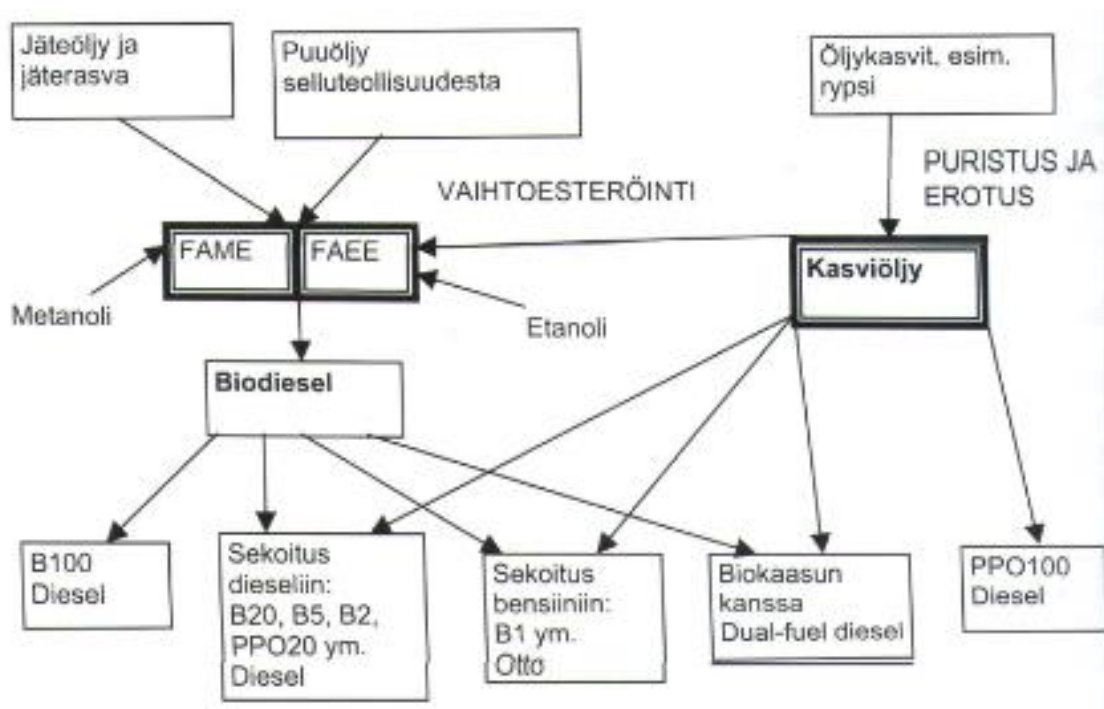 Jäteöljy ja
jäterasva
Puuöljy
selluteollisuudesta
Öljykasvit, esim.
rypsi
PURISTUS JA
EROTUS
VAIHTOESTERÖINTI
FAME
FAEE
Kasviöljy
Metanoli
Etanoli
Biodiesel
B100
Diesel
Sekoitus
dieseliin:
B20, B5, B2,
PPO20 ym.
Diesel
Sekoitus
bensiiniin:
B1 ym.
Otto
Biokaasun
kanssa
Dual-fuel diesel
PPO100
Diesel